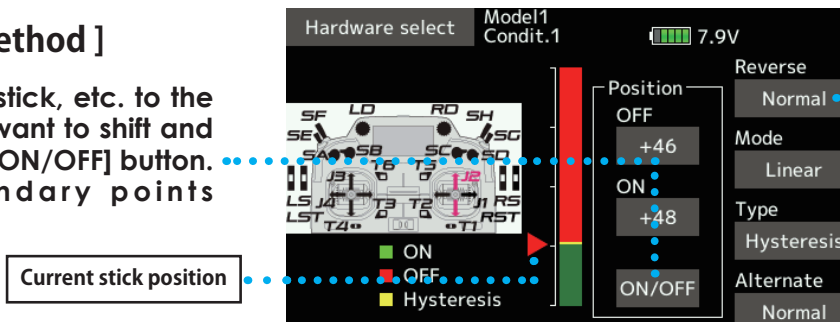 ethod ]
stick, etc. to the
want to shift and
ON/OFF] button.
ndary points
Current stick position
Hardware select
Model1
Condit.1
7.9V
SF LD RD SH
SE SG
SA SB SC SD
T6 T5
J3 J2
LS J4 T3 T2 J1 RS
LST T4 T1 RST
ON
OFF
Hysteresis
Position
OFF
+46
ON
+48
ON/OFF
Reverse
Normal
Mode
Linear
Type
Hysteresis
Alternate
Normal